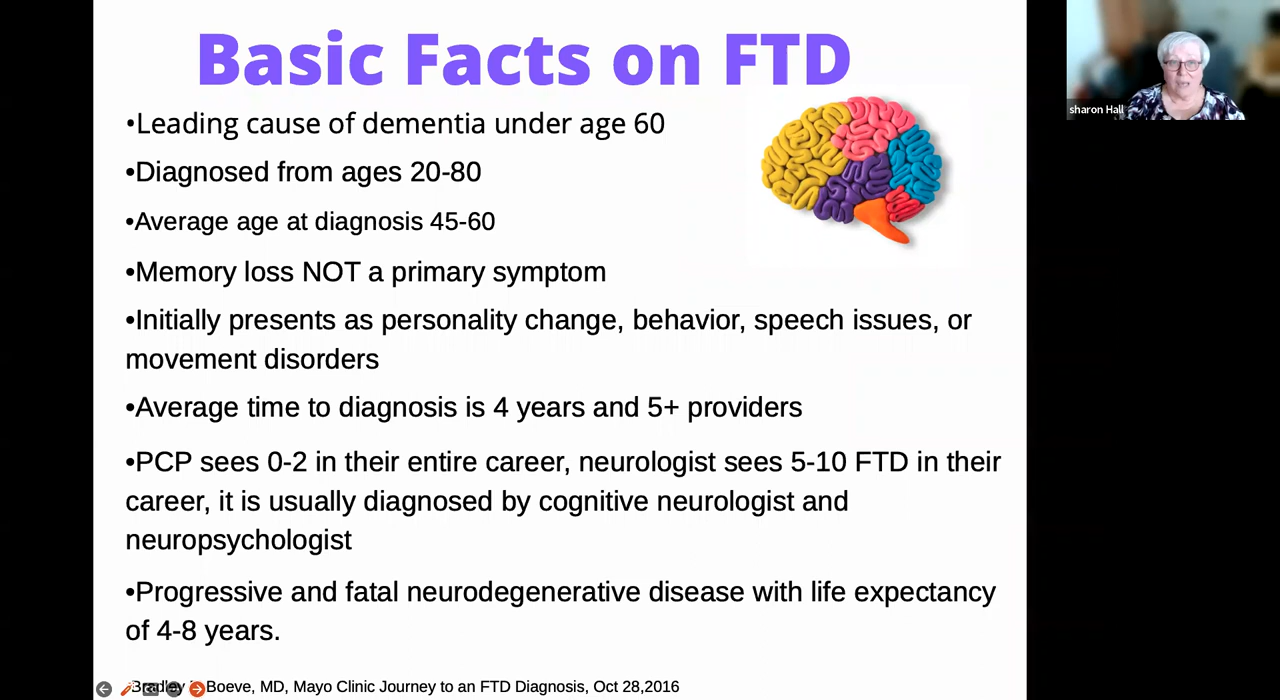 Basic Facts on FTD
•Leading cause of dementia under age 60
•Diagnosed from ages 20-80
•Average age at diagnosis 45-60
•Memory loss NOT a primary symptom
•Initially presents as personality change, behavior, speech issues, or
movement disorders
•Average time to diagnosis is 4 years and 5+ providers
•PCP sees 0-2 in their entire career, neurologist sees 5-10 FTD in their
career, it is usually diagnosed by cognitive neurologist and
neuropsychologist
•Progressive and fatal neurodegenerative disease with life expectancy
of 4-8 years.
Bradley Boeve, MD, Mayo Clinic Journey to an FTD Diagnosis, Oct 28,2016
sharon Hall